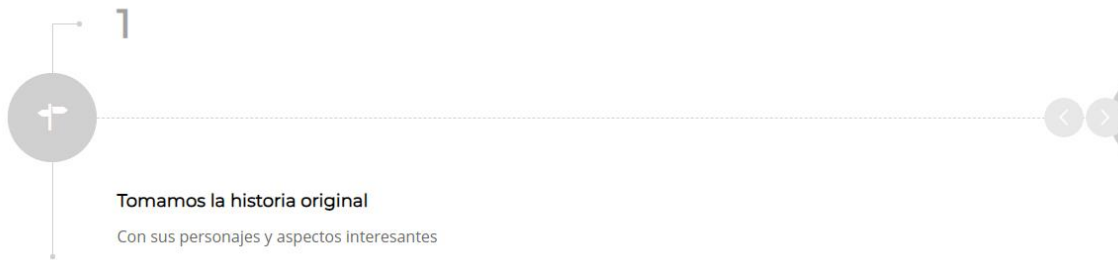 1
Tomamos la historia original
Con sus personajes y aspectos interesantes